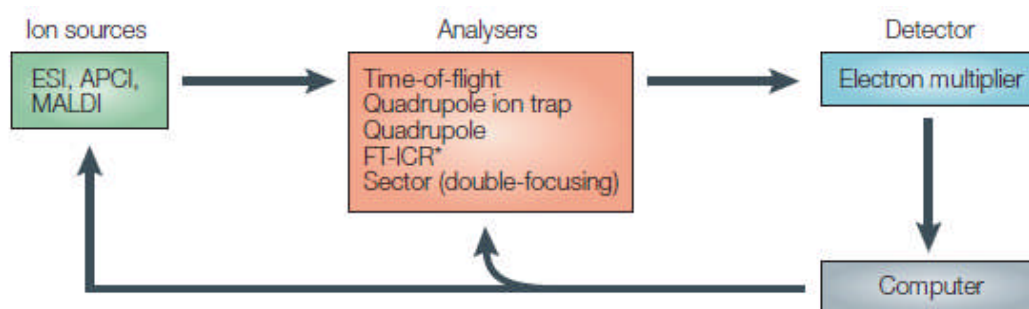 Ion sources
ESI, APCI,
MALDI
Analysers
Time-of-flight
Quadrupole ion trap
Quadrupole
FT-ICR*
Sector (double-focusing)
Detector
Electron multiplier
Computer